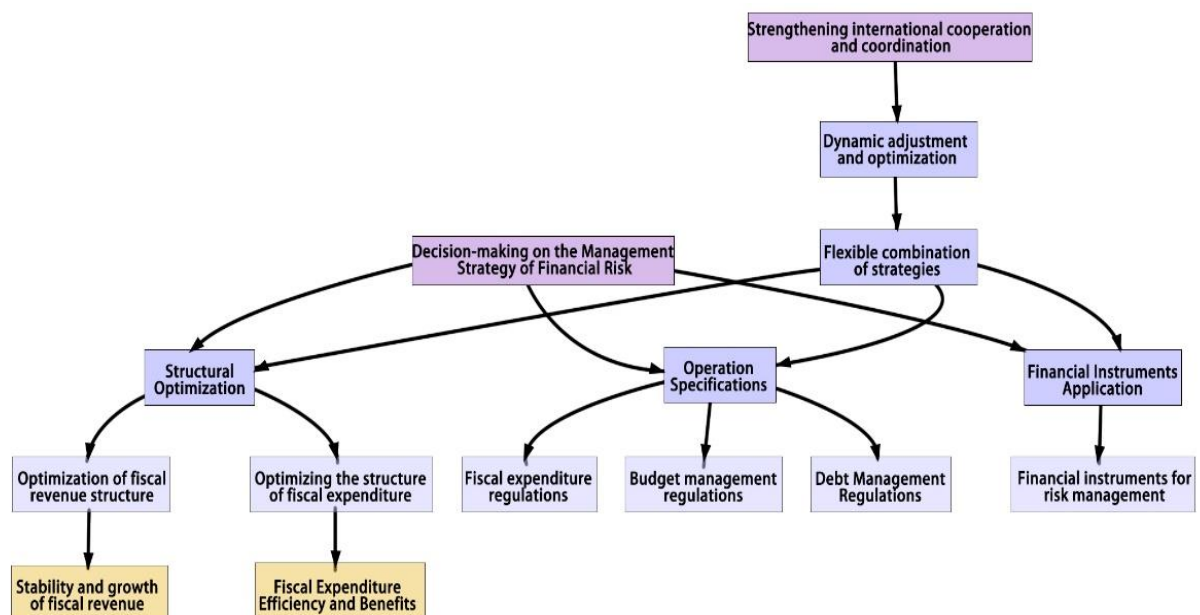 Strengthening international cooperation
and coordination
Dynamic adjustment
and optimization
Decision-making on the Management
Strategy of Financial Risk
Flexible combination
of strategies
Structural
Optimization
Operation
Specifications
Financial Instruments
Application
Optimization of fiscal
revenue structure
Optimizing the structure
of fiscal expenditure
Fiscal expenditure
regulations
Budget management
regulations
Debt Management
Regulations
Financial instruments for
risk management
Stability and growth
of fiscal revenue
Fiscal Expenditure
Efficiency and Benefits